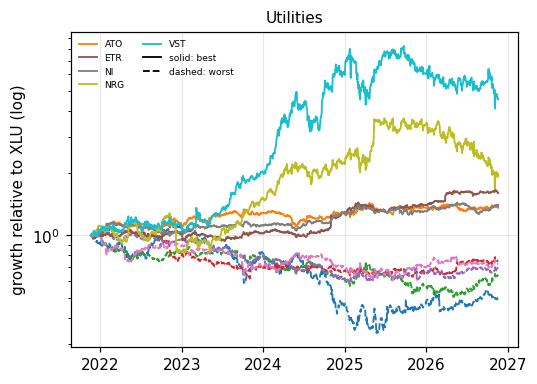 Utilities
growth relative to XLU (log)
10⁰
ATO
ETR
NI
NRG
VST
solid: best
dashed: worst
2022 2023 2024 2025 2026 2027